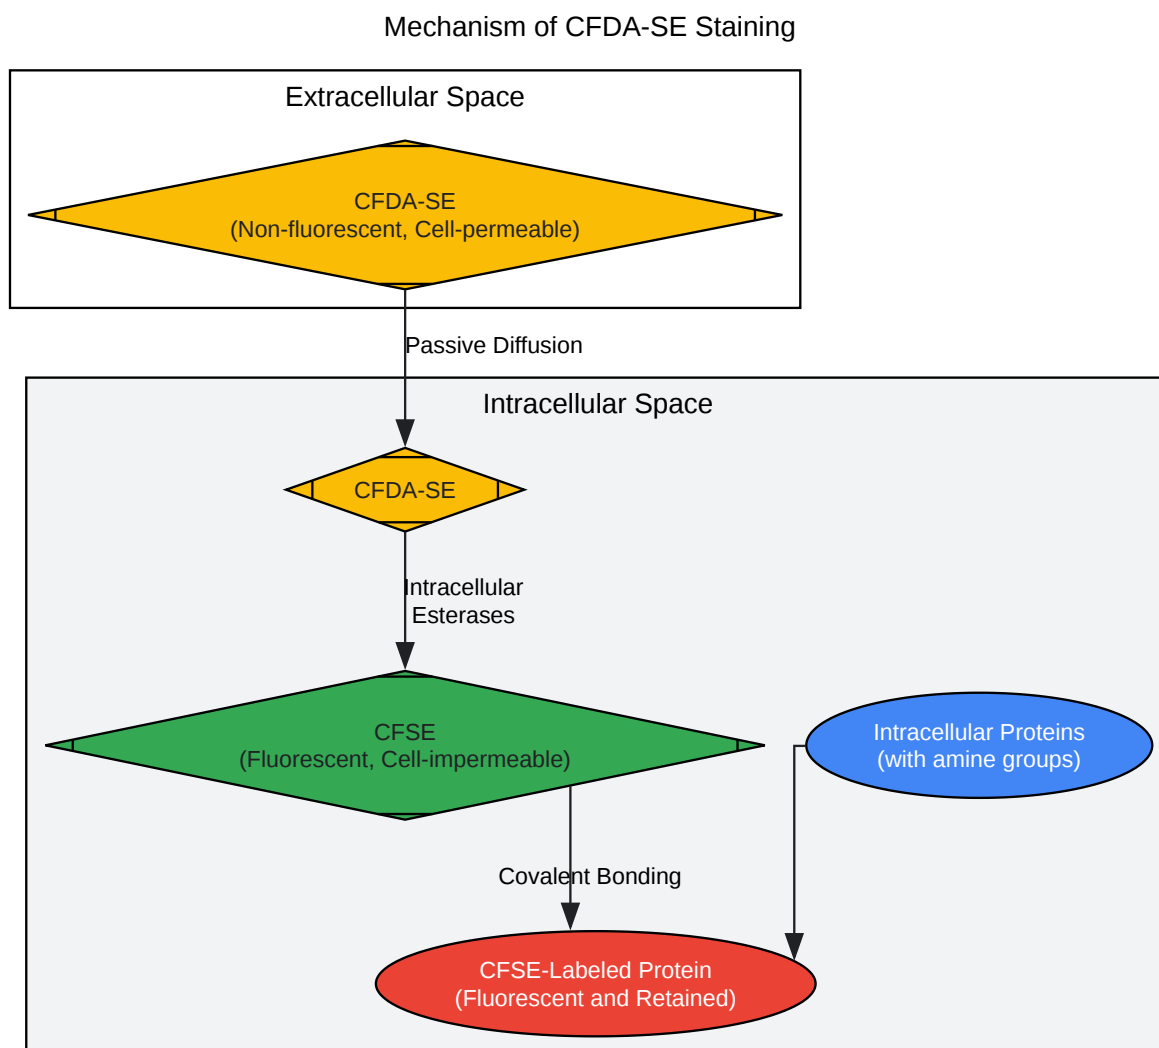 Mechanism of CFDA-SE Staining
Extracellular Space
CFDA-SE
(Non-fluorescent, Cell-permeable)
Passive Diffusion
Intracellular Space
CFDA-SE
Intracellular
Esterases
CFSE
(Fluorescent, Cell-impermeable)
Intracellular Proteins
(with amine groups)
Covalent Bonding
CFSE-Labeled Protein
(Fluorescent and Retained)